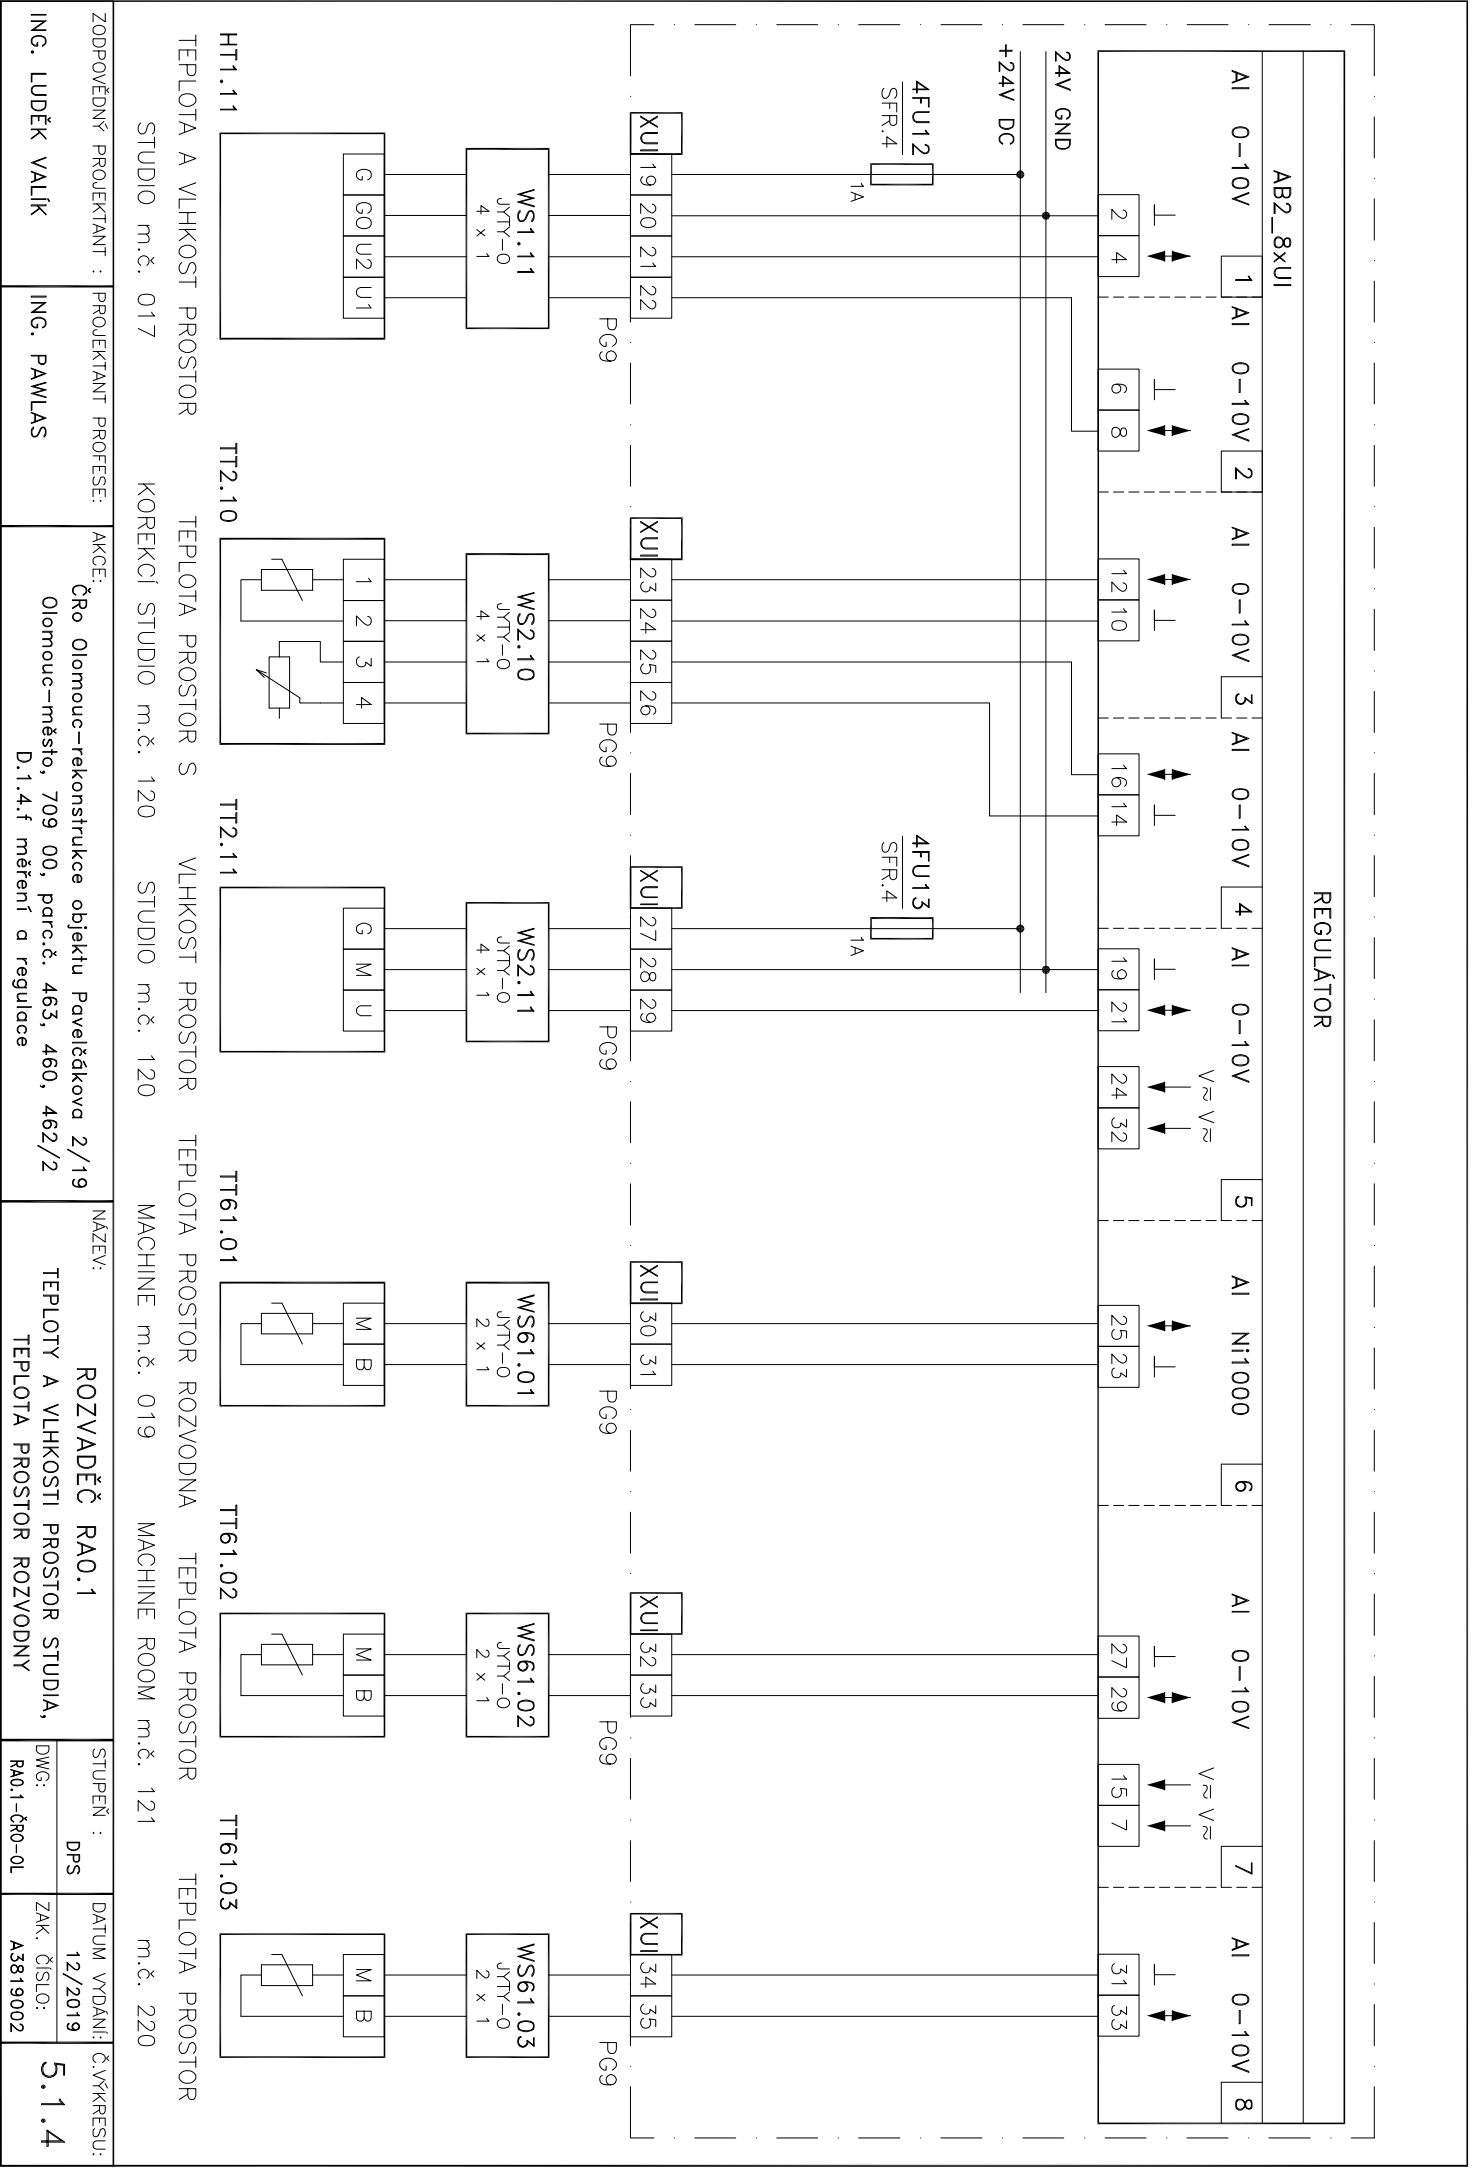 REGULÁTOR
AB2_8xUI
AI 0-10V
1
AI 0-10V
2
AI 0-10V
3
AI 0-10V
4
AI 0-10V
5
AI Ni1000
6
AI 0-10V
7
AI 0-10V
8
V≂ V≂
V≂ V≂
2 4
6 8
12 10
16 14
19 21
24 32
25 23
27 29
15 7
31 33
24V GND
+24V DC
4FU12
SFR.4
1A
4FU13
SFR.4
1A
XUI 19 20 21 22
PG9
XUI 23 24 25 26
PG9
XUI 27 28 29
PG9
XUI 30 31
PG9
XUI 32 33
PG9
XUI 34 35
PG9
WS1.11
JYTY-O
4 x 1
WS2.10
JYTY-O
4 x 1
WS2.11
JYTY-O
4 x 1
WS61.01
JYTY-O
2 x 1
WS61.02
JYTY-O
2 x 1
WS61.03
JYTY-O
2 x 1
G G0 U2 U1
1 2 3 4
G M U
M B
M B
M B
HT1.11
TT2.10
TT2.11
TT61.01
TT61.02
TT61.03
TEPLOTA A VLHKOST PROSTOR
STUDIO m.č. 017
TEPLOTA PROSTOR S
KOREKCÍ STUDIO m.č. 120
VLHKOST PROSTOR
STUDIO m.č. 120
TEPLOTA PROSTOR ROZVODNA
MACHINE m.č. 019
TEPLOTA PROSTOR
MACHINE ROOM m.č. 121
TEPLOTA PROSTOR
m.č. 220
ZODPOVĚDNÝ PROJEKTANT :
ING. LUDĚK VALÍK
PROJEKTANT PROFESE:
ING. PAWLAS
AKCE:
ČRo Olomouc-rekonstrukce objektu Pavelčákova 2/19
Olomouc-město, 709 00, parc.č. 463, 460, 462/2
D.1.4.f měření a regulace
NÁZEV:
ROZVADĚČ RA0.1
TEPLOTY A VLHKOSTI PROSTOR STUDIA,
TEPLOTA PROSTOR ROZVODNY
STUPEŇ :
DPS
DWG:
RA0.1-ČRO-OL
DATUM VYDÁNÍ:
12/2019
ZAK. ČÍSLO:
A3819002
Č.VÝKRESU:
5.1.4